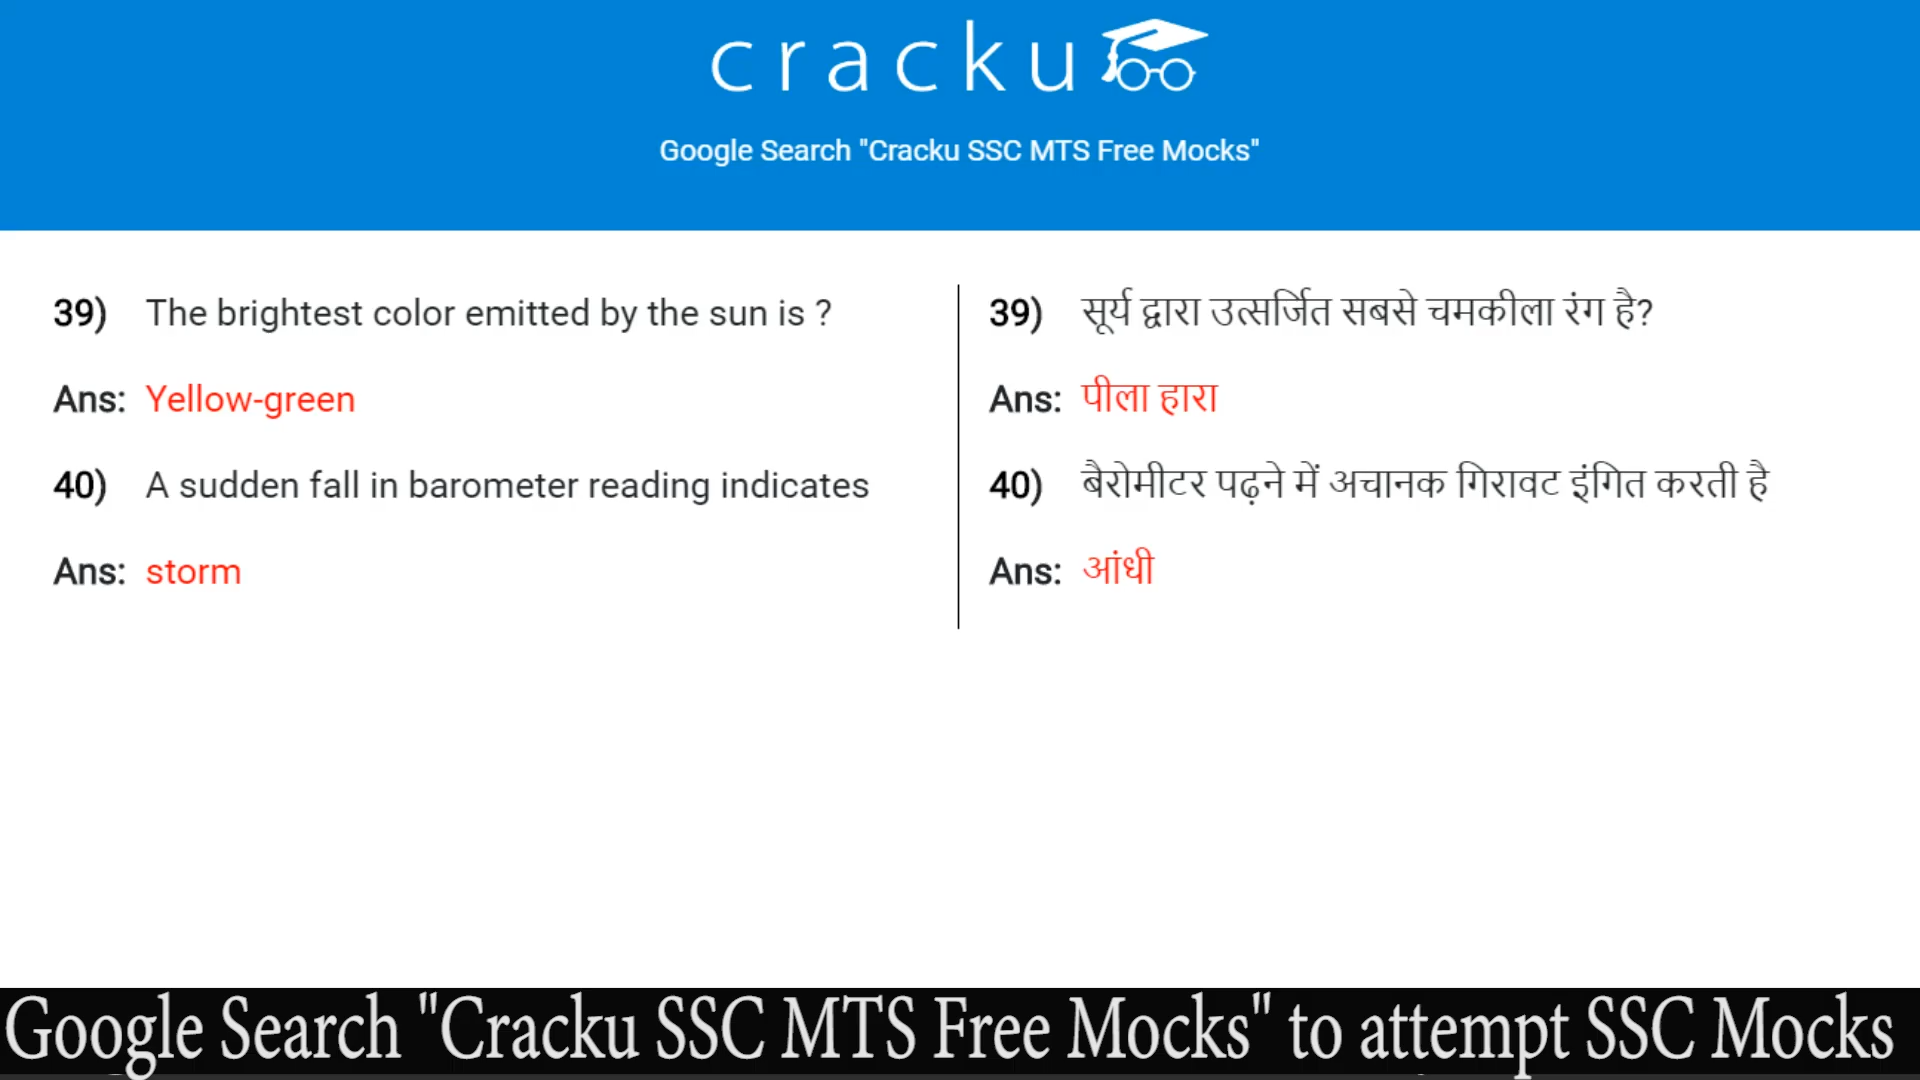 cracku
Google Search "Cracku SSC MTS Free Mocks"
39) The brightest color emitted by the sun is ?
Ans: Yellow-green
40) A sudden fall in barometer reading indicates
Ans: storm
39) सूर्य द्वारा उत्सर्जित सबसे चमकीला रंग है?
Ans: पीला हारा
40) बैरोमीटर पढ़ने में अचानक गिरावट इंगित करती है
Ans: आंधी
Google Search "Cracku SSC MTS Free Mocks" to attempt SSC Mocks